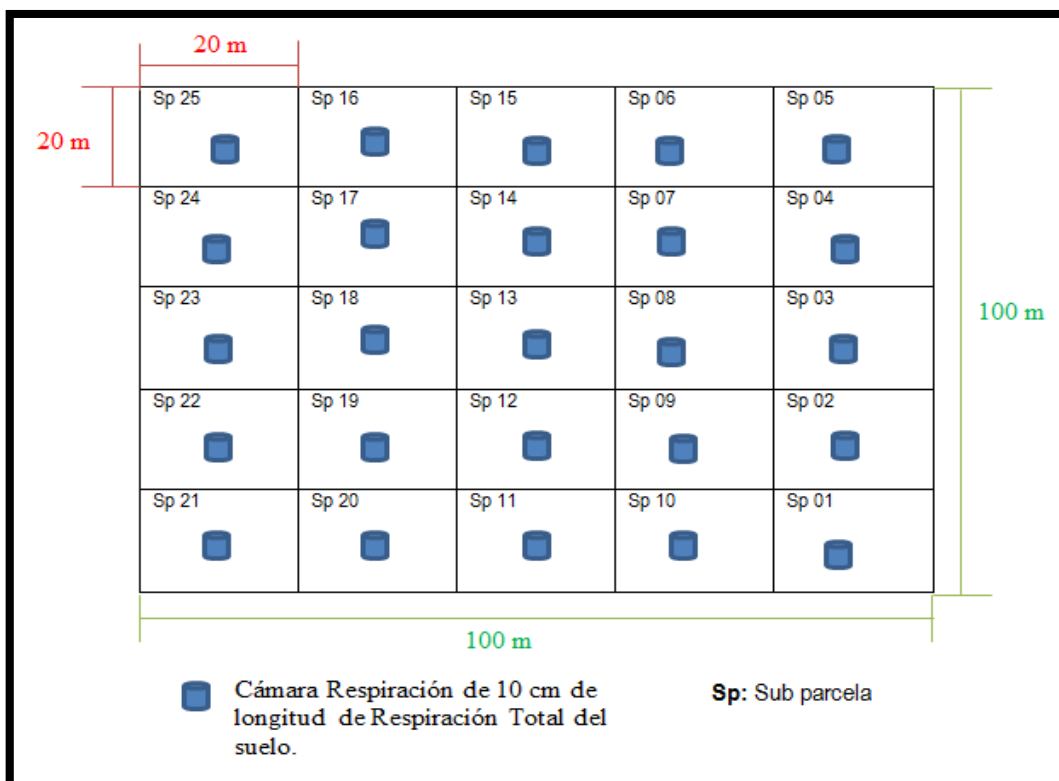 20 m
20 m
Sp 25 Sp 16 Sp 15 Sp 06 Sp 05
Sp 24 Sp 17 Sp 14 Sp 07 Sp 04
Sp 23 Sp 18 Sp 13 Sp 08 Sp 03
100 m
Sp 22 Sp 19 Sp 12 Sp 09 Sp 02
Sp 21 Sp 20 Sp 11 Sp 10 Sp 01
100 m
Cámara Respiración de 10 cm de
longitud de Respiración Total del
suelo.
Sp: Sub parcela